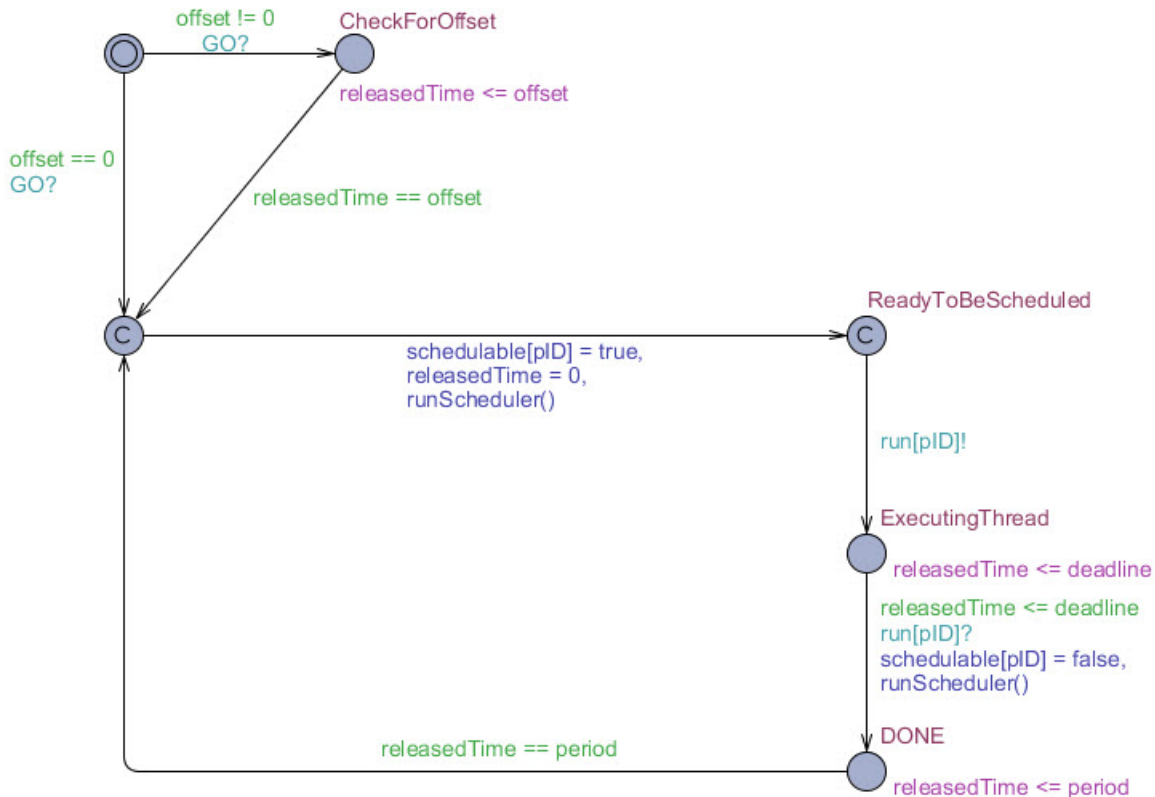 offset != 0
GO?
CheckForOffset
releasedTime <= offset
offset == 0
GO?
releasedTime == offset
C
schedulable[pID] = true,
releasedTime = 0,
runScheduler()
ReadyToBeScheduled
C
run[pID]!
ExecutingThread
releasedTime <= deadline
releasedTime <= deadline
run[pID]?
schedulable[pID] = false,
runScheduler()
DONE
releasedTime <= period
releasedTime == period